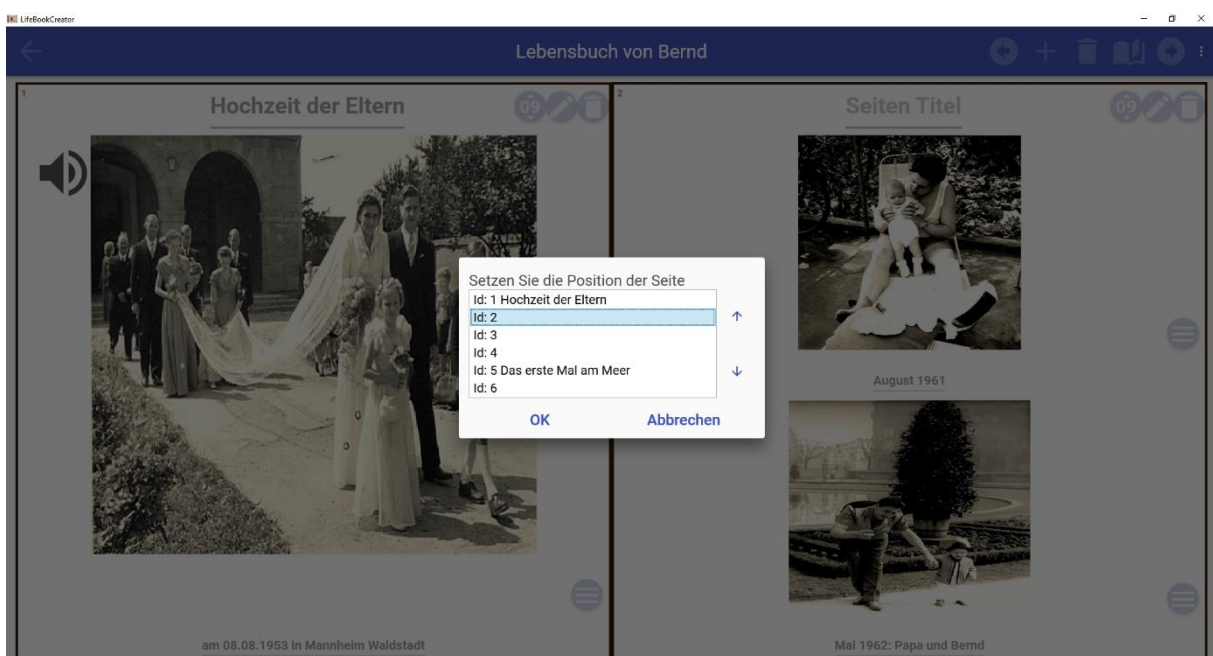 LifeBookCreator
Lebensbuch von Bernd
1
Hochzeit der Eltern
09
am 08.08.1953 in Mannheim Waldstadt
2
Seiten Titel
09
August 1961
Mai 1962: Papa und Bernd
Setzen Sie die Position der Seite
Id: 1 Hochzeit der Eltern
Id: 2
Id: 3
Id: 4
Id: 5 Das erste Mal am Meer
Id: 6
OK
Abbrechen